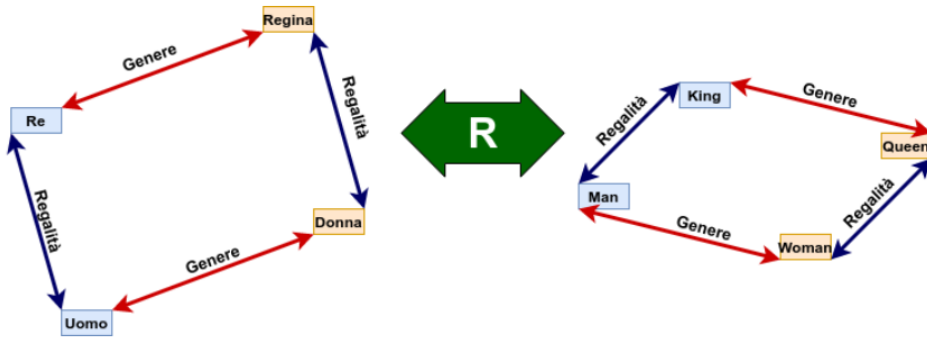 Regina
Genere
Re
Regalità
Regalità
Donna
Genere
Uomo
R
King
Genere
Regalità
Queen
Man
Regalità
Genere
Woman